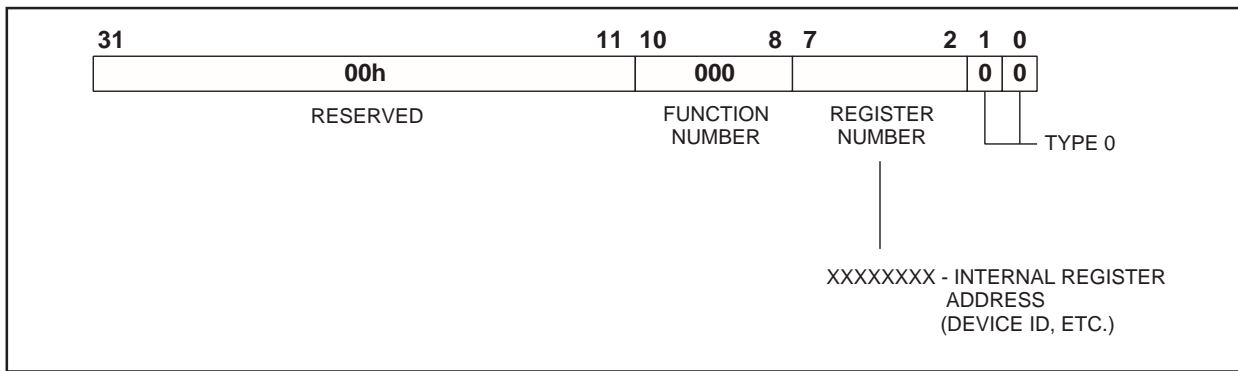 31 11 10 8 7 2 1 0
00h 000 0 0
RESERVED FUNCTION NUMBER REGISTER NUMBER
TYPE 0
XXXXXXXX - INTERNAL REGISTER
ADDRESS
(DEVICE ID, ETC.)